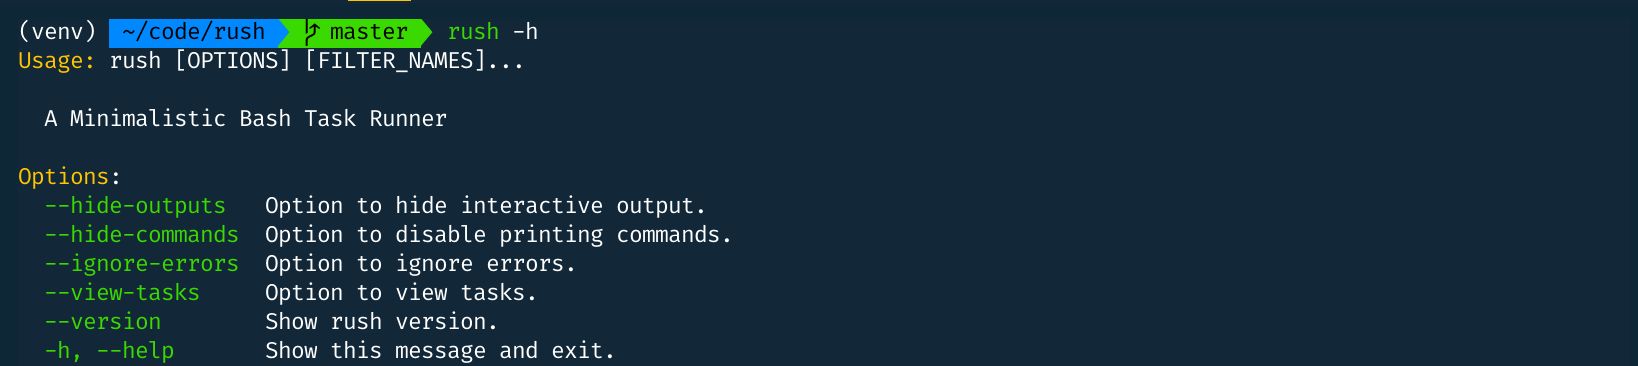 (venv) ~/code/rush master rush -h
Usage: rush [OPTIONS] [FILTER_NAMES]...
A Minimalistic Bash Task Runner
Options:
--hide-outputs Option to hide interactive output.
--hide-commands Option to disable printing commands.
--ignore-errors Option to ignore errors.
--view-tasks Option to view tasks.
--version Show rush version.
-h, --help Show this message and exit.